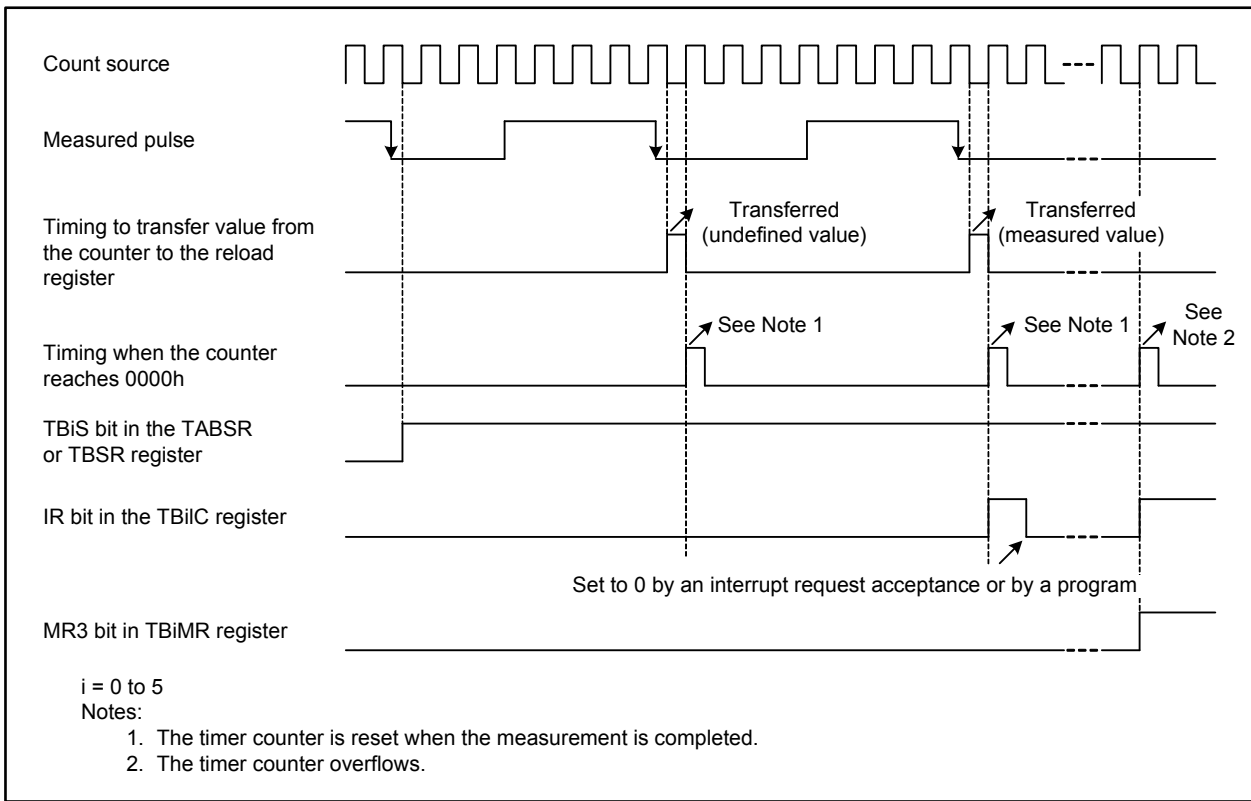 Count source
Measured pulse
Timing to transfer value from
the counter to the reload
register
Transferred
(undefined value)
Transferred
(measured value)
Timing when the counter
reaches 0000h
See Note 1
See Note 1
See
Note 2
TBiS bit in the TABSR
or TBSR register
IR bit in the TBiIC register
Set to 0 by an interrupt request acceptance or by a program
MR3 bit in TBiMR register
i = 0 to 5
Notes:
1. The timer counter is reset when the measurement is completed.
2. The timer counter overflows.